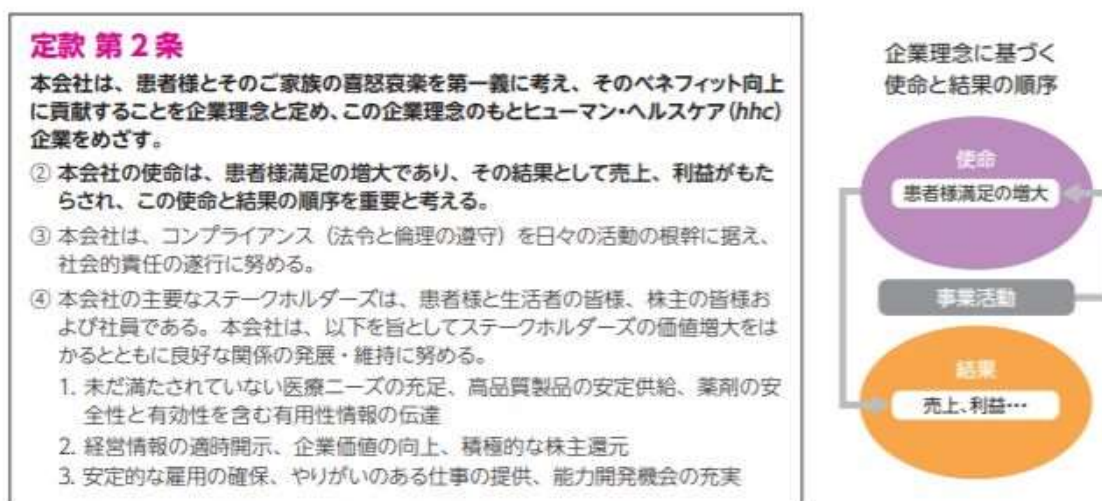 定款 第2条
本会社は、患者様とそのご家族の喜怒哀楽を第一義に考え、そのベネフィット向上
に貢献することを企業理念と定め、この企業理念のもとヒューマン・ヘルスケア(hhc)
企業をめざす。
② 本会社の使命は、患者様満足の増大であり、その結果として売上、利益がもた
らされ、この使命と結果の順序を重要と考える。
③ 本会社は、コンプライアンス（法令と倫理の遵守）を日々の活動の根幹に据え、
社会的責任の遂行に努める。
④ 本会社の主要なステークホルダーズは、患者様と生活者の皆様、株主の皆様お
よび社員である。本会社は、以下を旨としてステークホルダーズの価値増大をは
かるとともに良好な関係の発展・維持に努める。
1. 未だ満たされていない医療ニーズの充足、高品質製品の安定供給、薬剤の安
全性と有効性を含む有用性情報の伝達
2. 経営情報の適時開示、企業価値の向上、積極的な株主還元
3. 安定的な雇用の確保、やりがいのある仕事の提供、能力開発機会の充実
企業理念に基づく
使命と結果の順序
使命
患者様満足の増大
事業活動
結果
売上、利益…